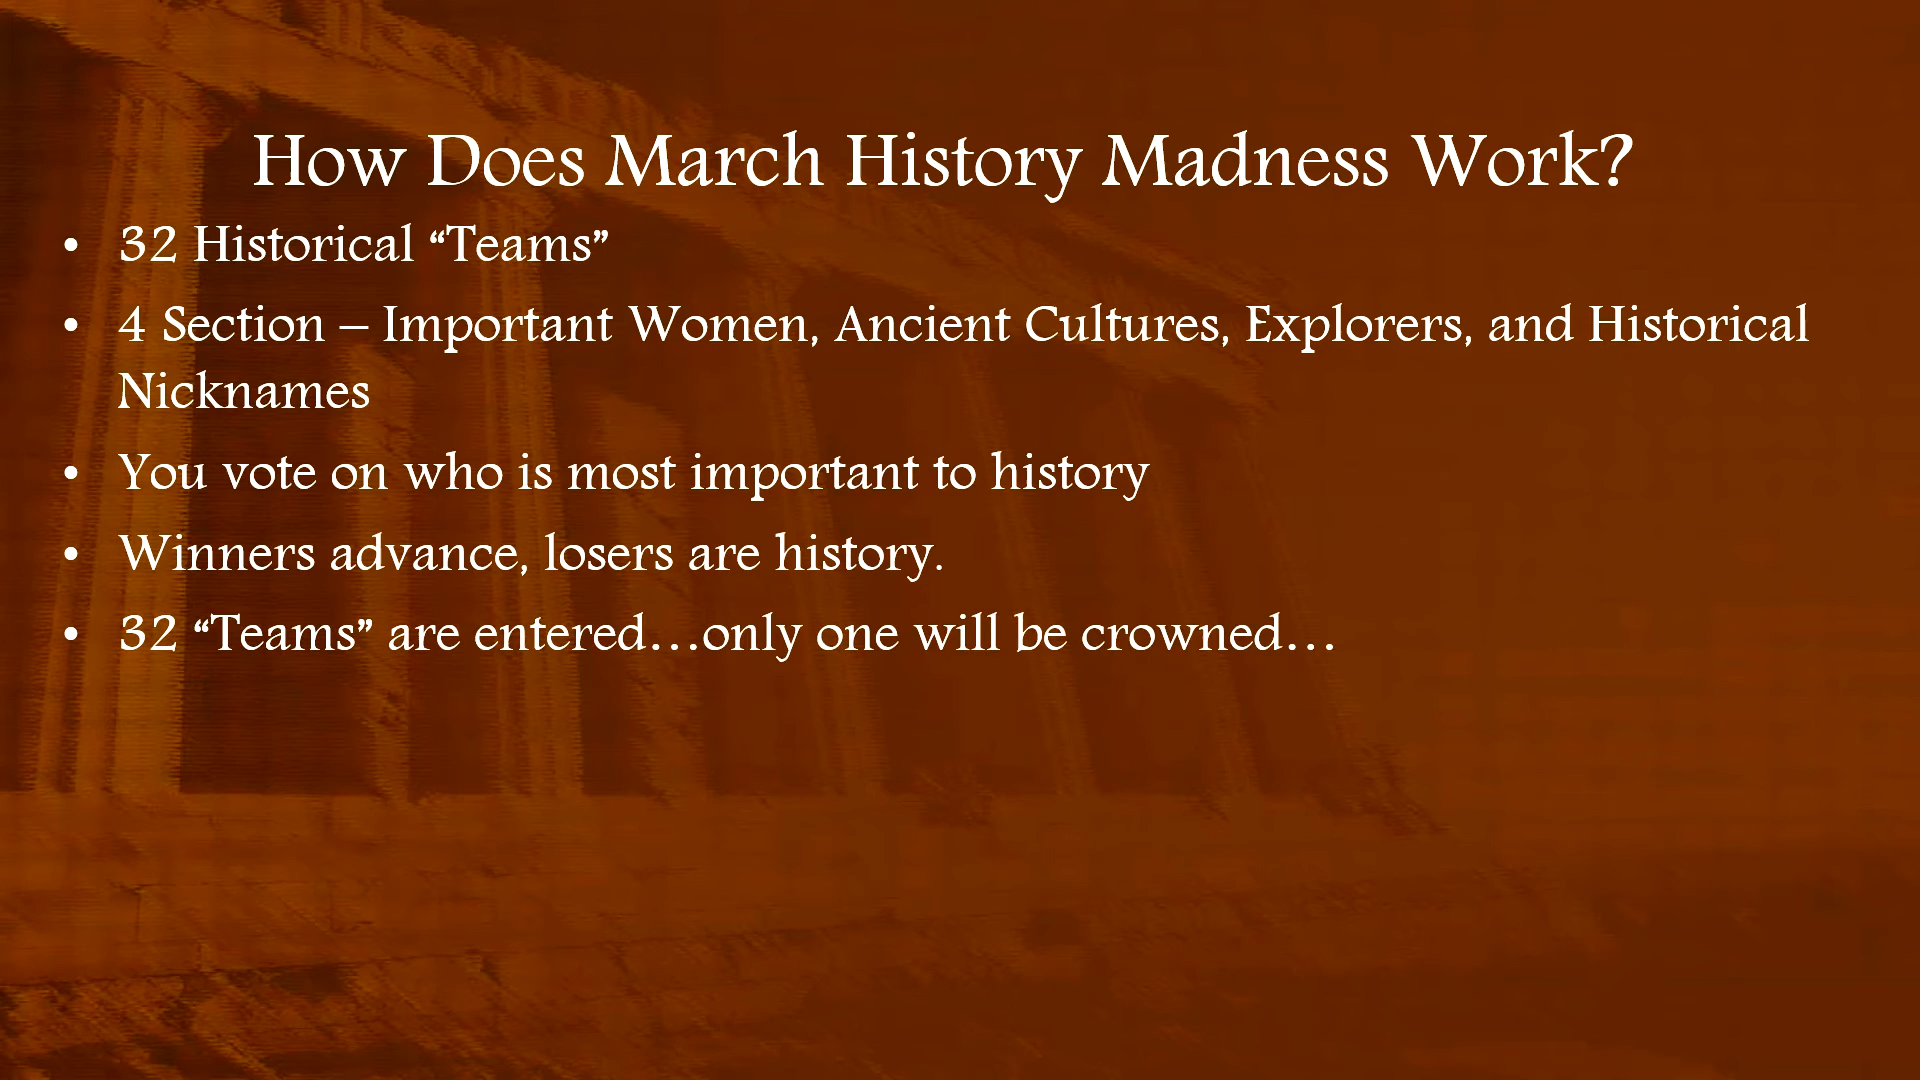 How Does March History Madness Work?
• 32 Historical “Teams”
• 4 Section – Important Women, Ancient Cultures, Explorers, and Historical
Nicknames
• You vote on who is most important to history
• Winners advance, losers are history.
• 32 “Teams” are entered…only one will be crowned…